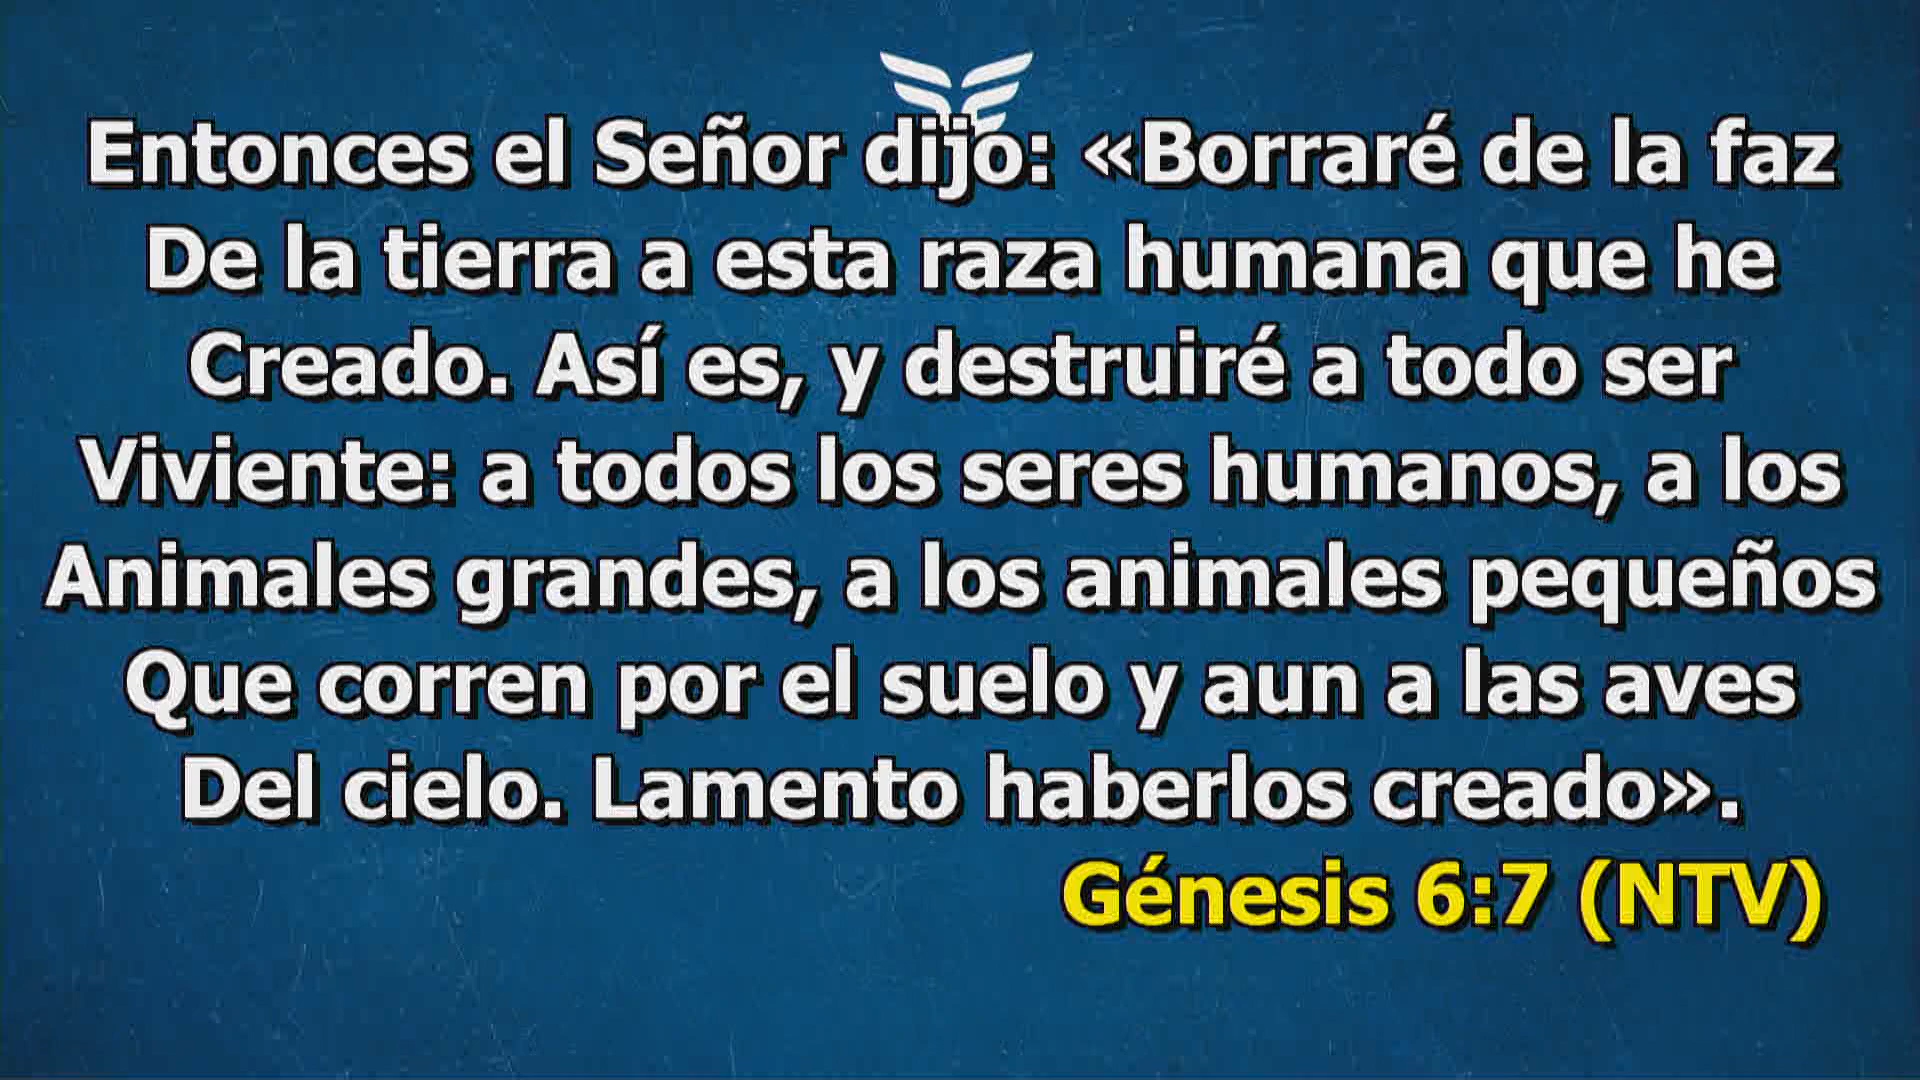 Entonces el Señor dijo: «Borraré de la faz
De la tierra a esta raza humana que he
Creado. Así es, y destruiré a todo ser
Viviente: a todos los seres humanos, a los
Animales grandes, a los animales pequeños
Que corren por el suelo y aun a las aves
Del cielo. Lamento haberlos creado».
Génesis 6:7 (NTV)